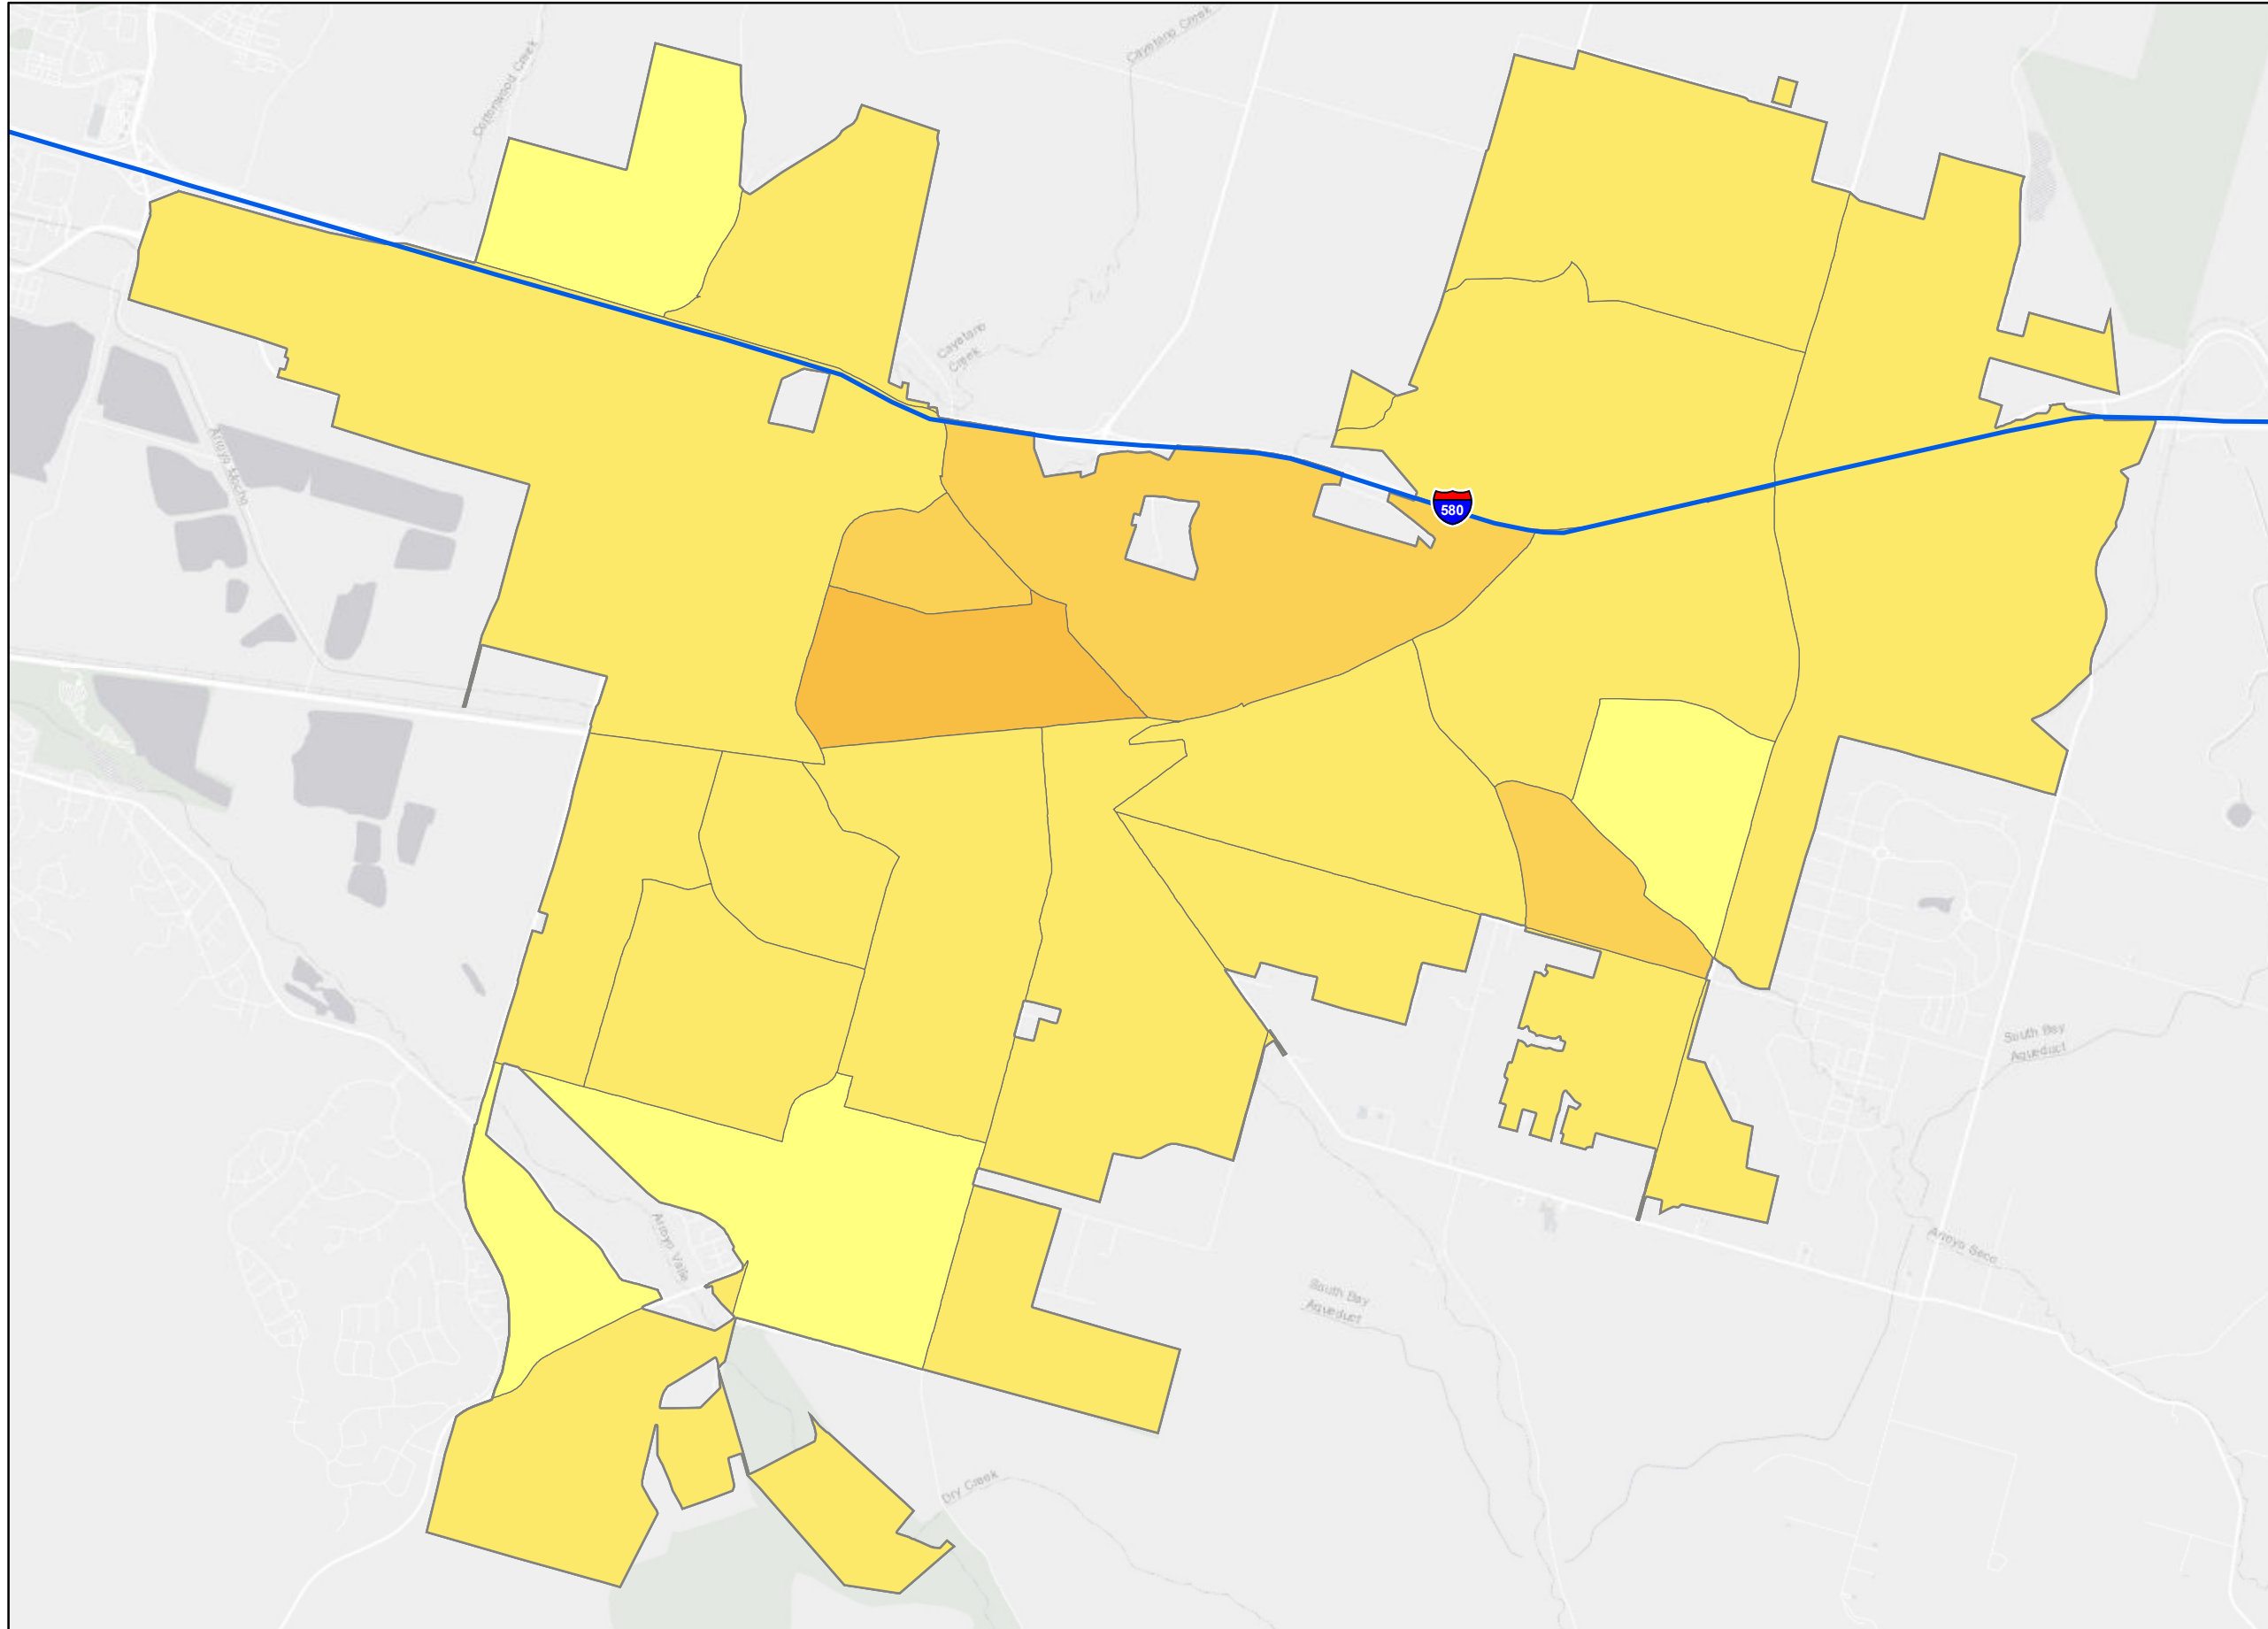 Cottonwood Creek
Cayetano Creek
Cayetano
Creek
Arroyo Mocho
580
South Bay
Aqueduct
Arroyo Valle
South Bay
Aqueduct
Arroyo Seco
Dry Creek